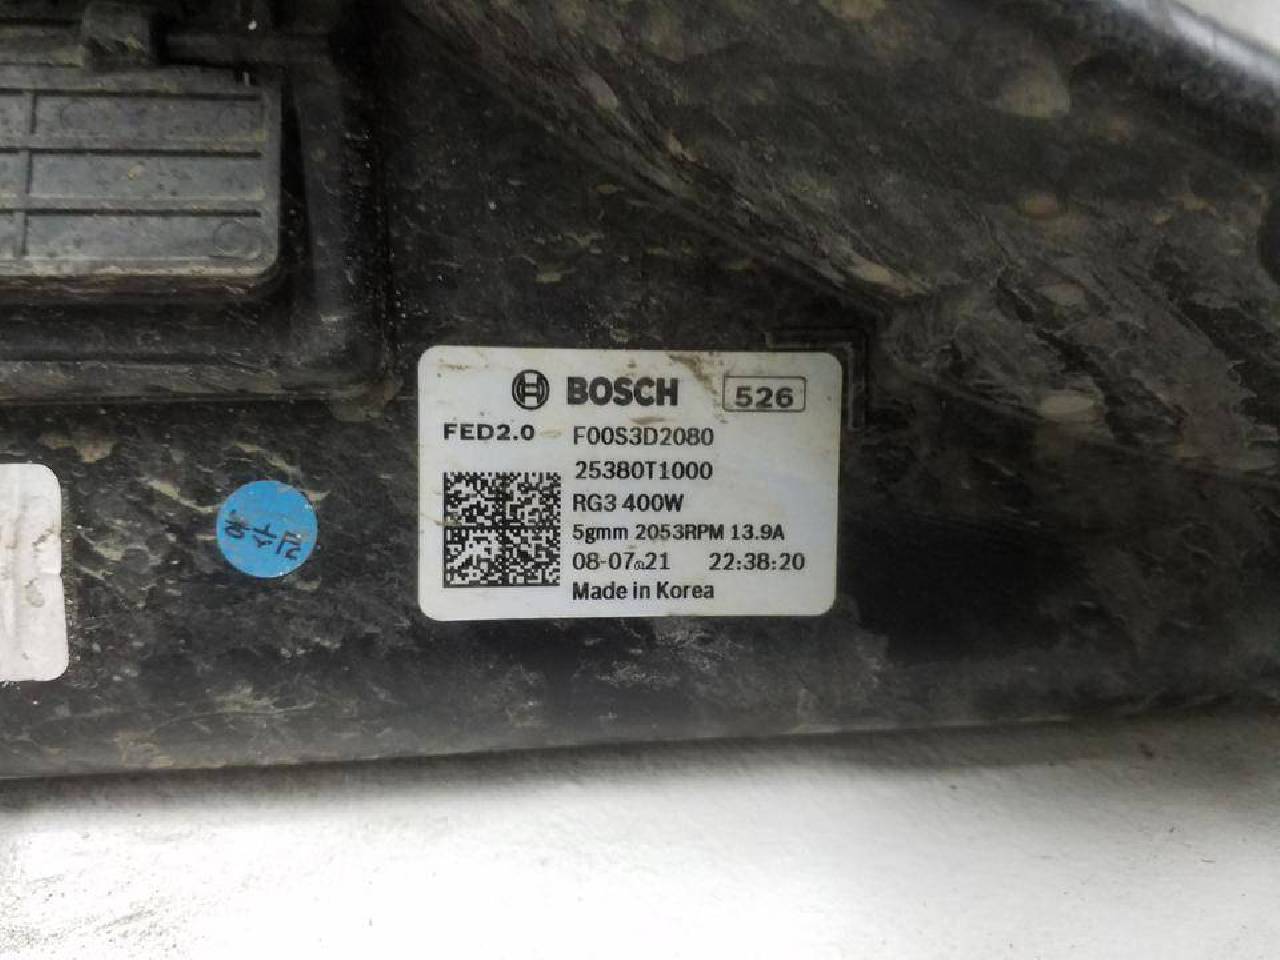 BOSCH 526
FED2.0 F00S3D2080
25380T1000
RG3 400W
5gmm 2053RPM 13.9A
08-07-21 22:38:20
Made in Korea